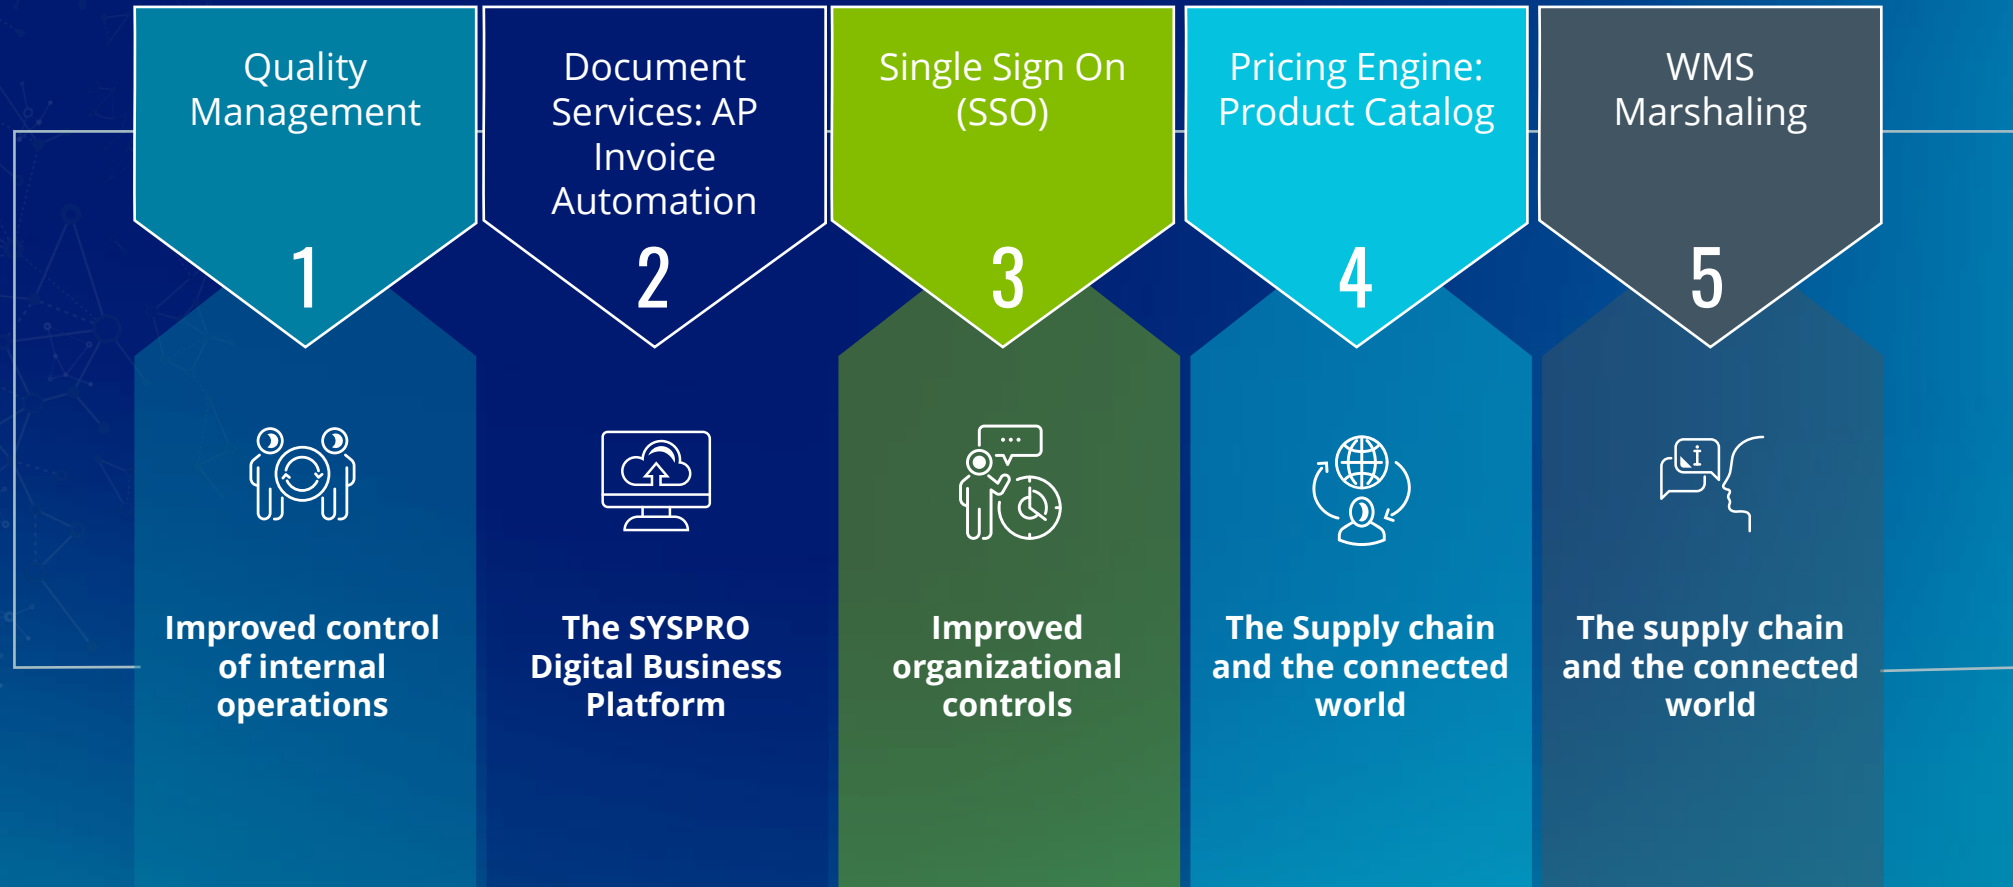 Quality
Management
1
Improved control
of internal
operations
Document
Services: AP
Invoice
Automation
2
The SYSPRO
Digital Business
Platform
Single Sign On
(SSO)
3
Improved
organizational
controls
Pricing Engine:
Product Catalog
4
The Supply chain
and the connected
world
WMS
Marshaling
5
i
The supply chain
and the connected
world